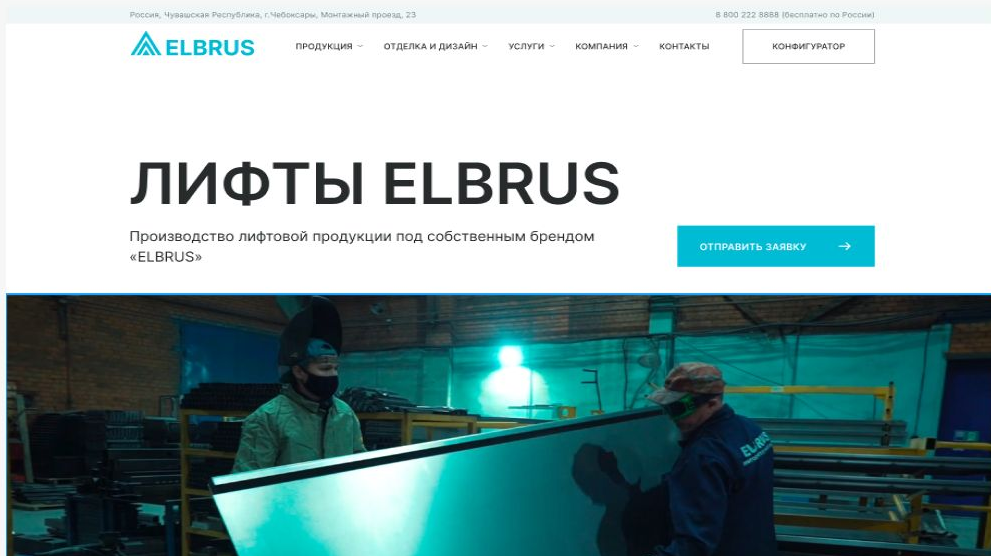 Россия, Чувашская Республика, г.Чебоксары, Монтажный проезд, 23
8 800 222 8888 (бесплатно по России)
ELBRUS
ПРОДУКЦИЯ
ОТДЕЛКА И ДИЗАЙН
УСЛУГИ
КОМПАНИЯ
КОНТАКТЫ
КОНФИГУРАТОР
ЛИФТЫ ELBRUS
Производство лифтовой продукции под собственным брендом
«ELBRUS»
ОТПРАВИТЬ ЗАЯВКУ
ELBRUS